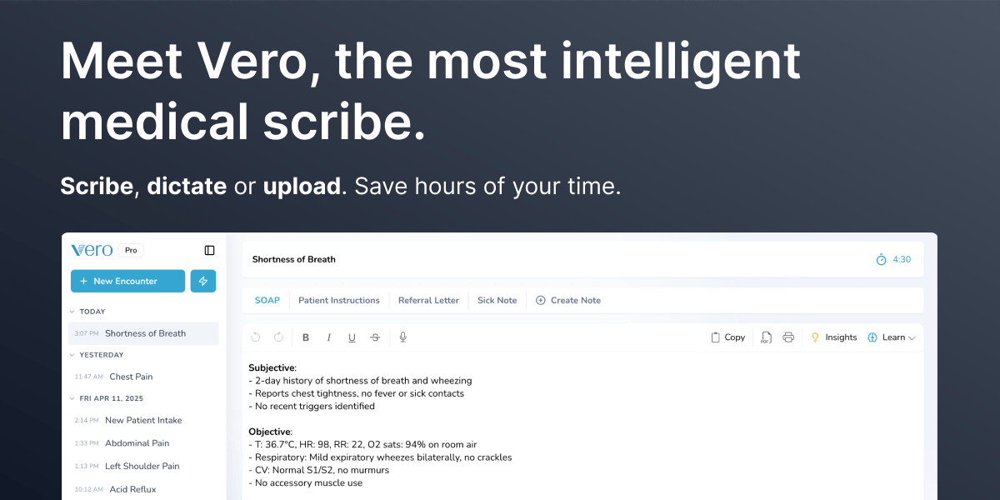 Meet Vero, the most intelligent
medical scribe.
Scribe, dictate or upload. Save hours of your time.
vero Pro
New Encounter
TODAY
3:07 PM Shortness of Breath
YESTERDAY
11:47 AM Chest Pain
FRI APR 11, 2025
2:14 PM New Patient Intake
1:33 PM Abdominal Pain
1:13 PM Left Shoulder Pain
10:12 AM Acid Reflux
Shortness of Breath 4:30
SOAP Patient Instructions Referral Letter Sick Note Create Note
B I U S Copy PDF Insights Learn
Subjective:
- 2-day history of shortness of breath and wheezing
- Reports chest tightness, no fever or sick contacts
- No recent triggers identified
Objective:
- T: 36.7°C, HR: 98, RR: 22, O2 sats: 94% on room air
- Respiratory: Mild expiratory wheezes bilaterally, no crackles
- CV: Normal S1/S2, no murmurs
- No accessory muscle use